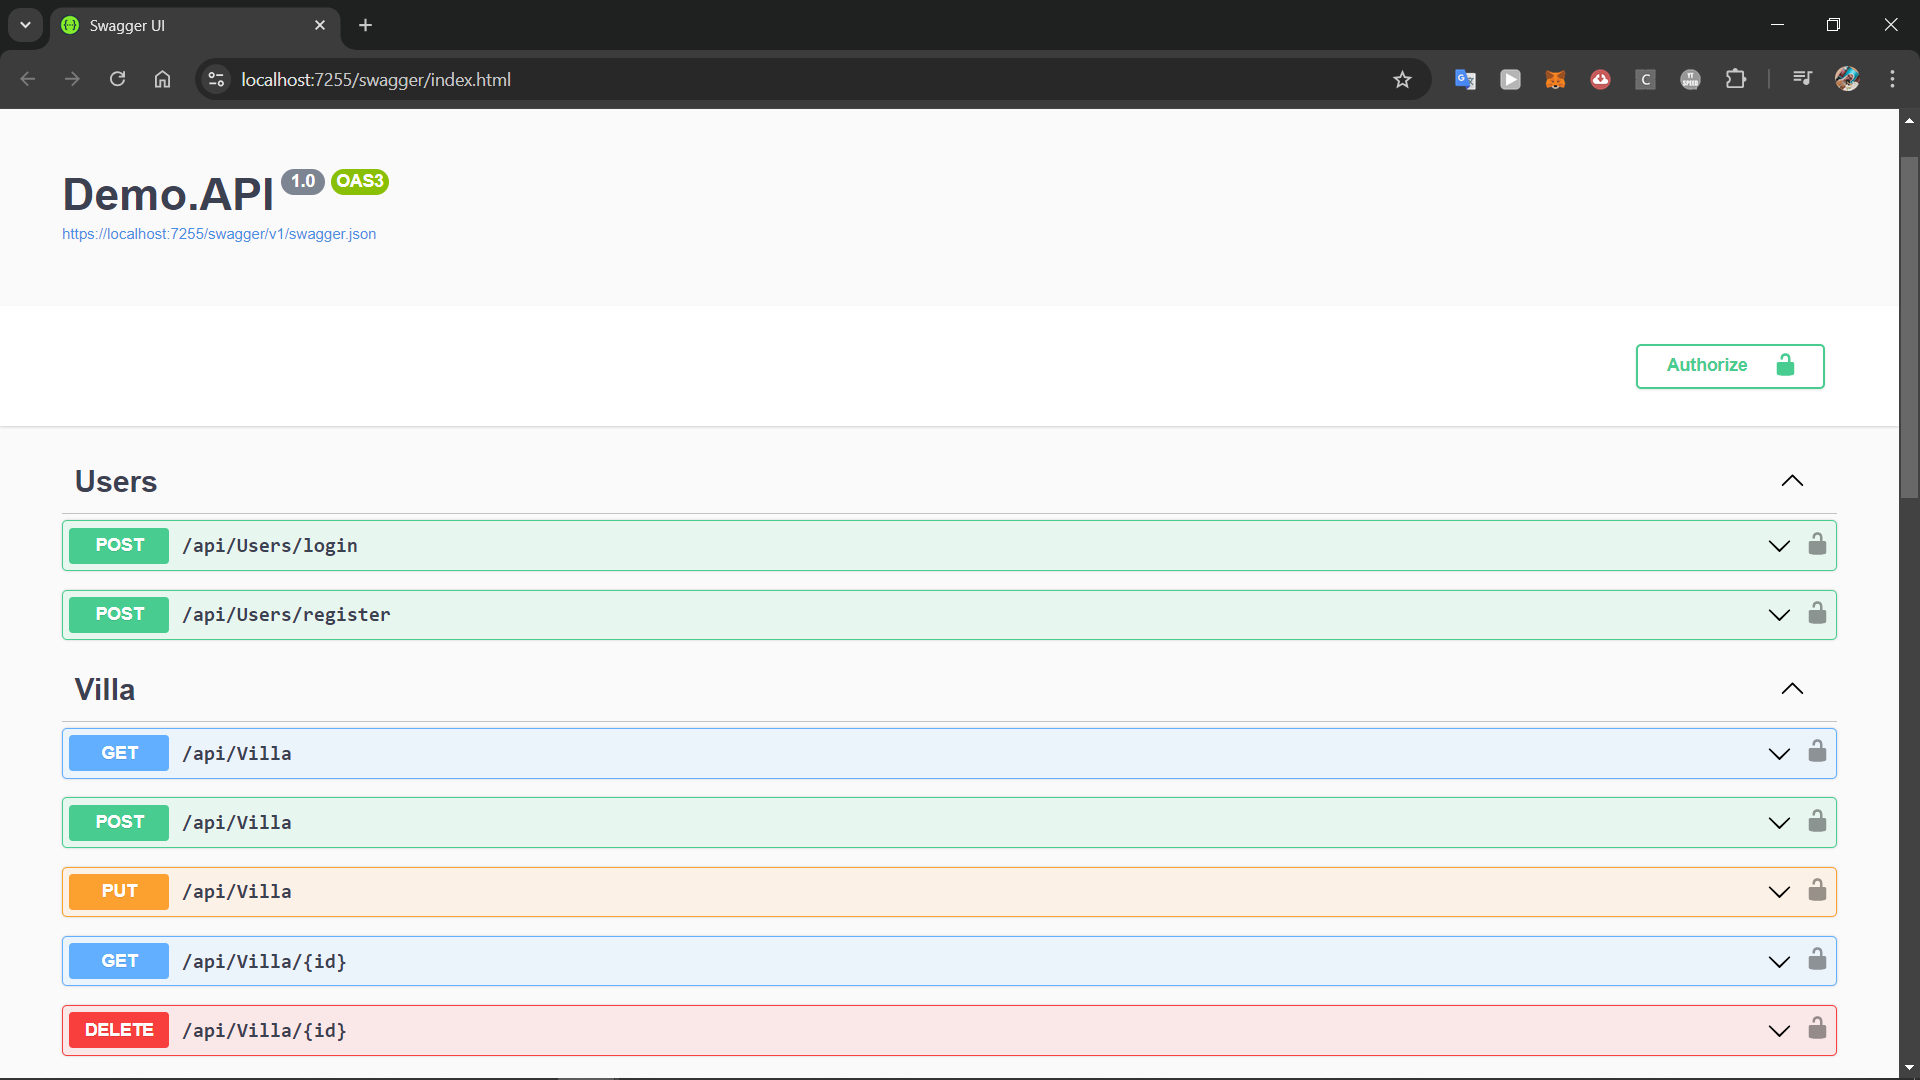 Swagger UI
localhost:7255/swagger/index.html
Demo.API 1.0 OAS3
https://localhost:7255/swagger/v1/swagger.json
Authorize
Users
POST /api/Users/login
POST /api/Users/register
Villa
GET /api/Villa
POST /api/Villa
PUT /api/Villa
GET /api/Villa/{id}
DELETE /api/Villa/{id}